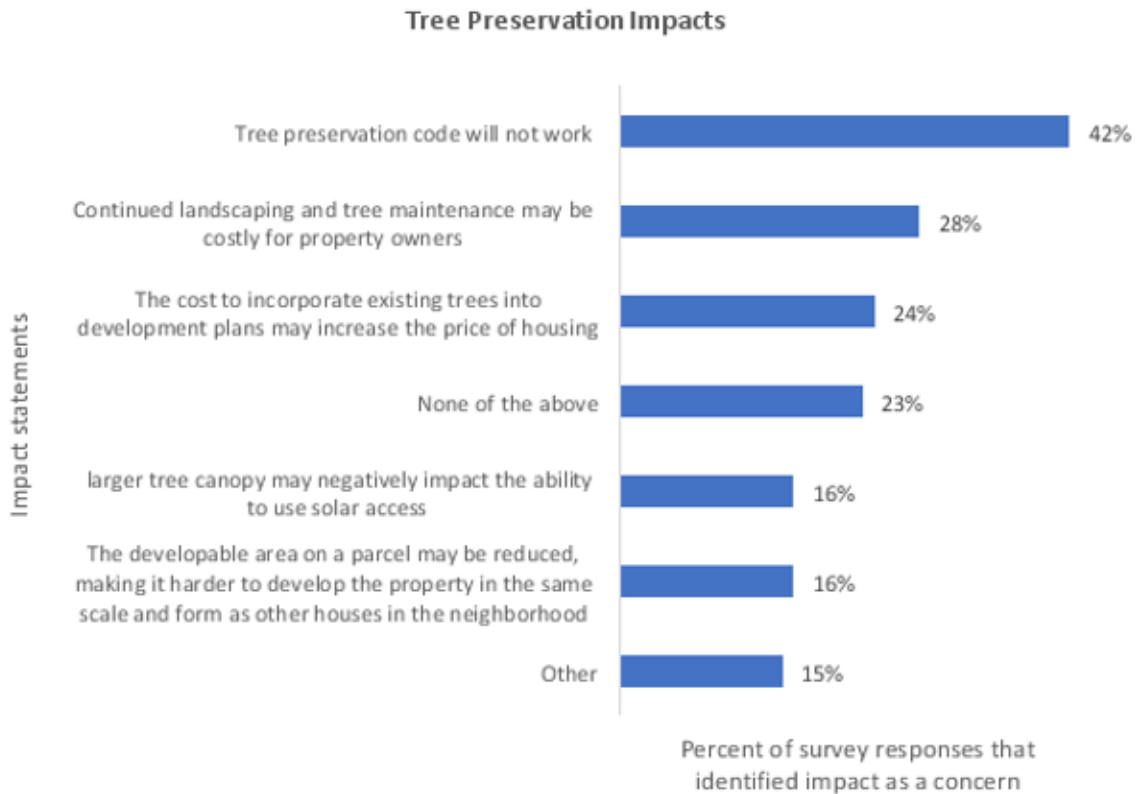 Tree Preservation Impacts
Impact statements
Tree preservation code will not work
42%
Continued landscaping and tree maintenance may be
costly for property owners
28%
The cost to incorporate existing trees into
development plans may increase the price of housing
24%
None of the above
23%
larger tree canopy may negatively impact the ability
to use solar access
16%
The developable area on a parcel may be reduced,
making it harder to develop the property in the same
scale and form as other houses in the neighborhood
16%
Other
15%
Percent of survey responses that
identified impact as a concern